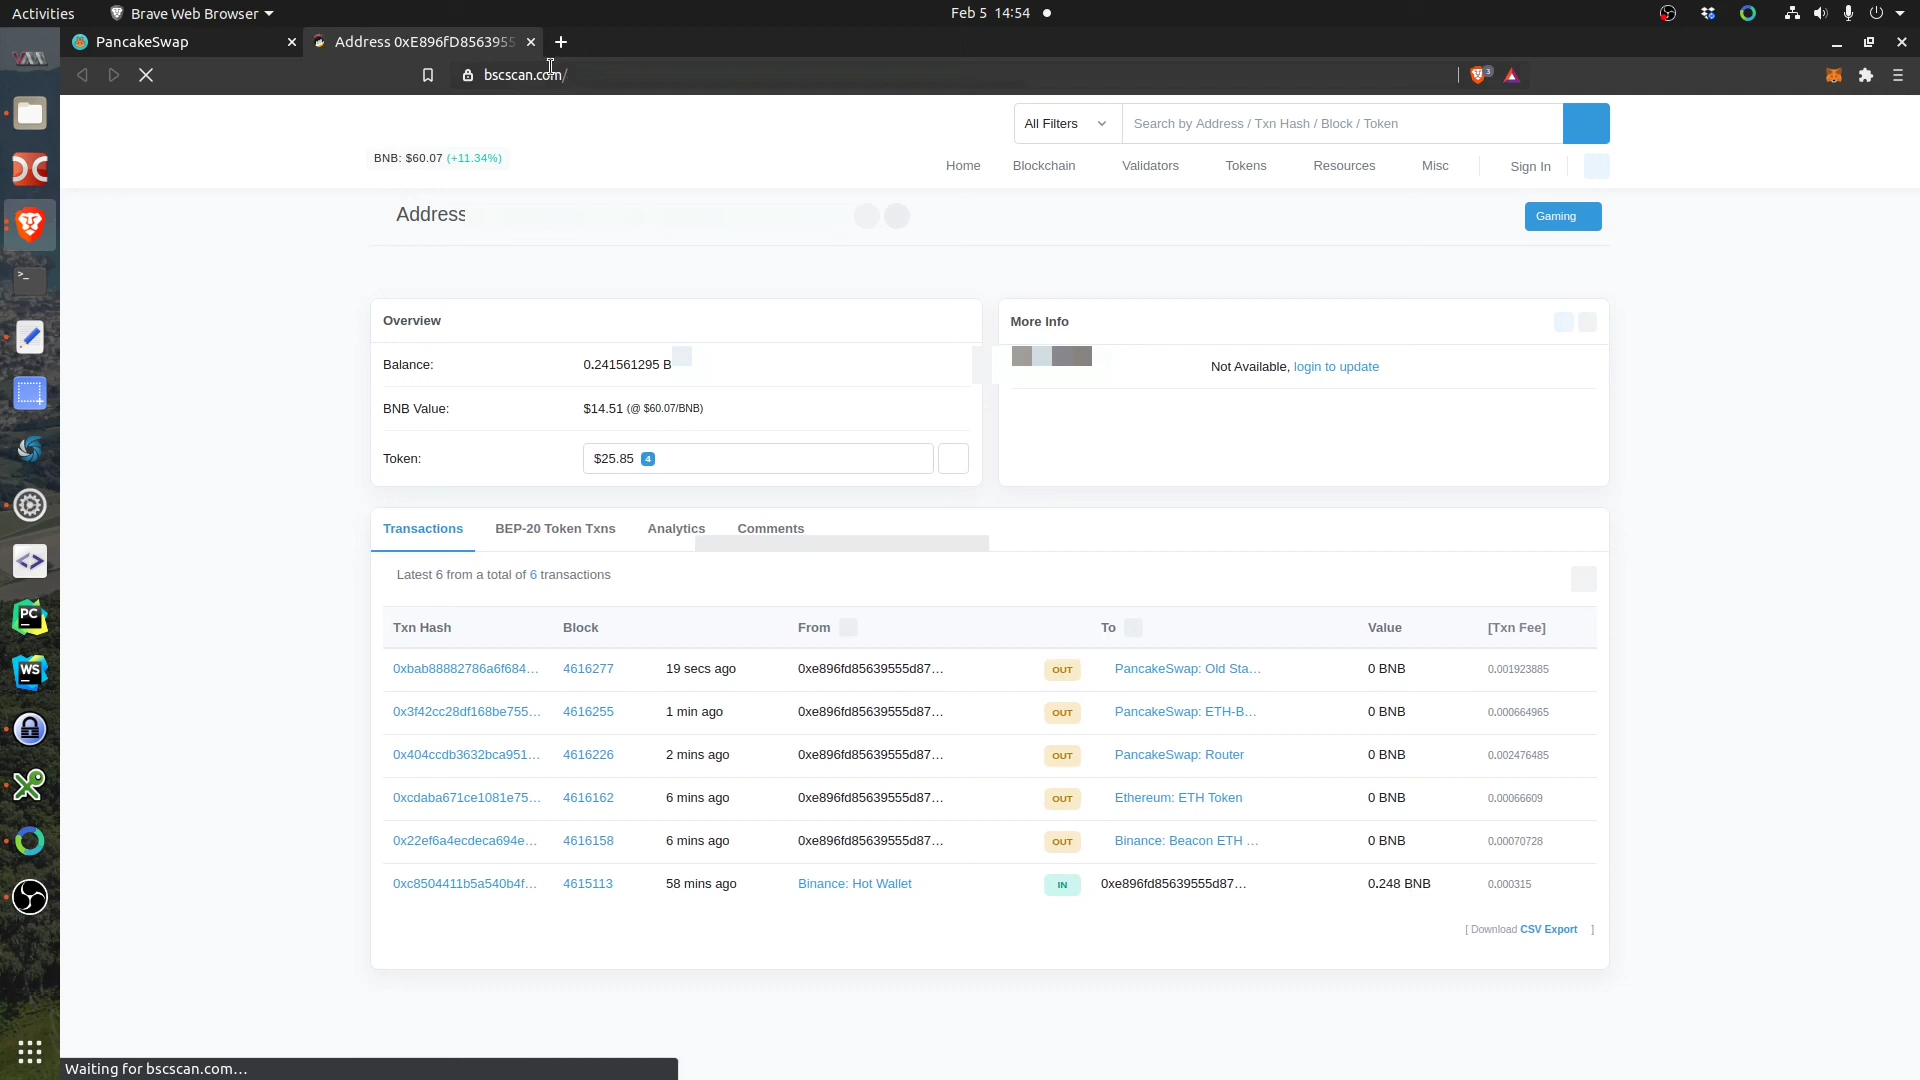 Activities
Brave Web Browser
Feb 5 14:54
PancakeSwap
Address 0xE896fD8563955
bscscan.com/
3
All Filters
Search by Address / Txn Hash / Block / Token
BNB: $60.07 (+11.34%)
Home
Blockchain
Validators
Tokens
Resources
Misc
Sign In
Address
Gaming
Overview
Balance:
0.241561295 B
BNB Value:
$14.51 (@ $60.07/BNB)
Token:
$25.85 4
More Info
Not Available, login to update
Transactions
BEP-20 Token Txns
Analytics
Comments
Latest 6 from a total of 6 transactions
Txn Hash Block From To Value [Txn Fee]
0xbab88882786a6f684... 4616277 19 secs ago 0xe896fd85639555d87... OUT PancakeSwap: Old Sta... 0 BNB 0.001923885
0x3f42cc28df168be755... 4616255 1 min ago 0xe896fd85639555d87... OUT PancakeSwap: ETH-B... 0 BNB 0.000664965
0x404ccdb3632bca951... 4616226 2 mins ago 0xe896fd85639555d87... OUT PancakeSwap: Router 0 BNB 0.002476485
0xcdaba671ce1081e75... 4616162 6 mins ago 0xe896fd85639555d87... OUT Ethereum: ETH Token 0 BNB 0.00066609
0x22ef6a4ecdeca694e... 4616158 6 mins ago 0xe896fd85639555d87... OUT Binance: Beacon ETH ... 0 BNB 0.00070728
0xc8504411b5a540b4f... 4615113 58 mins ago Binance: Hot Wallet IN 0xe896fd85639555d87... 0.248 BNB 0.000315
[ Download CSV Export ]
PC
WS
Waiting for bscscan.com...